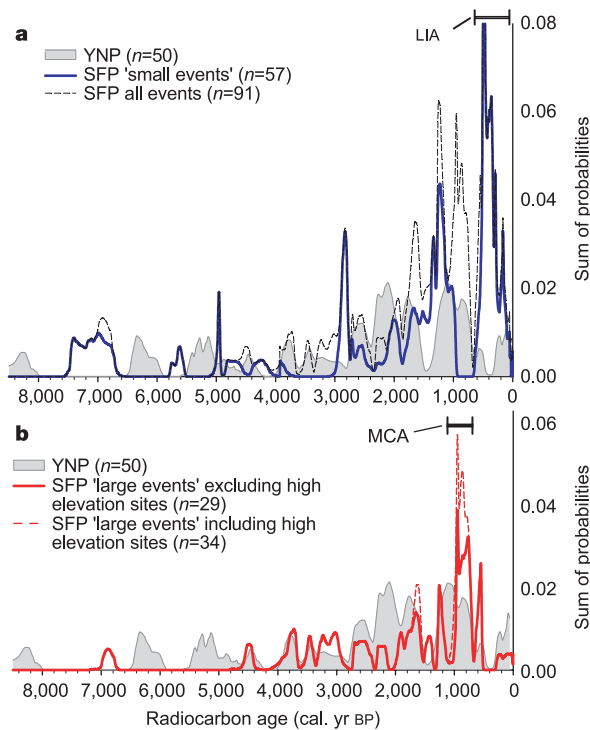 LIA
0.08
a
YNP (n=50)
SFP 'small events' (n=57)
SFP all events (n=91)
0.06
0.04
0.02
0.00
Sum of probabilities
8,000 7,000 6,000 5,000 4,000 3,000 2,000 1,000 0
b
MCA
0.06
YNP (n=50)
SFP 'large events' excluding high
elevation sites (n=29)
SFP 'large events' including high
elevation sites (n=34)
0.04
0.02
0.00
Sum of probabilities
8,000 7,000 6,000 5,000 4,000 3,000 2,000 1,000 0
Radiocarbon age (cal. yr BP)